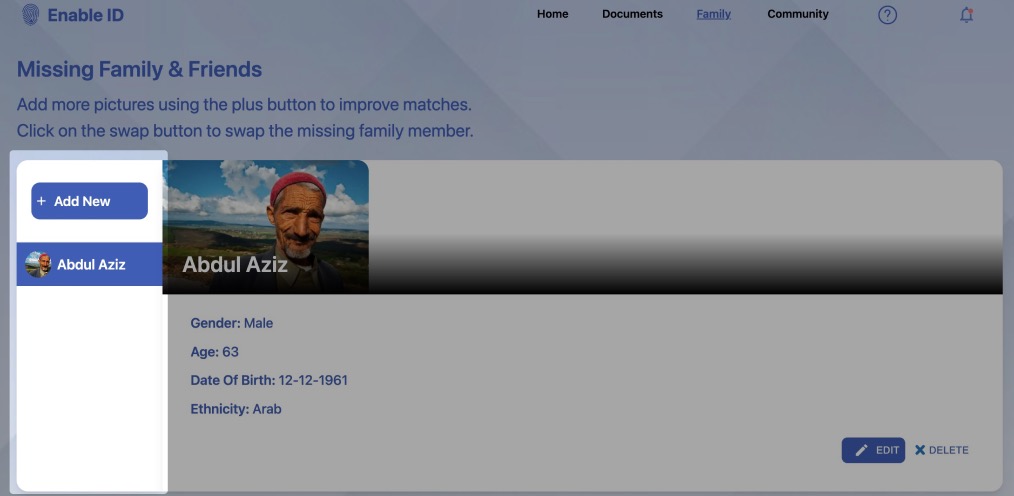 Enable ID
Home Documents Family Community ?
Missing Family & Friends
Add more pictures using the plus button to improve matches.
Click on the swap button to swap the missing family member.
+ Add New
Abdul Aziz
Abdul Aziz
Gender: Male
Age: 63
Date Of Birth: 12-12-1961
Ethnicity: Arab
EDIT DELETE